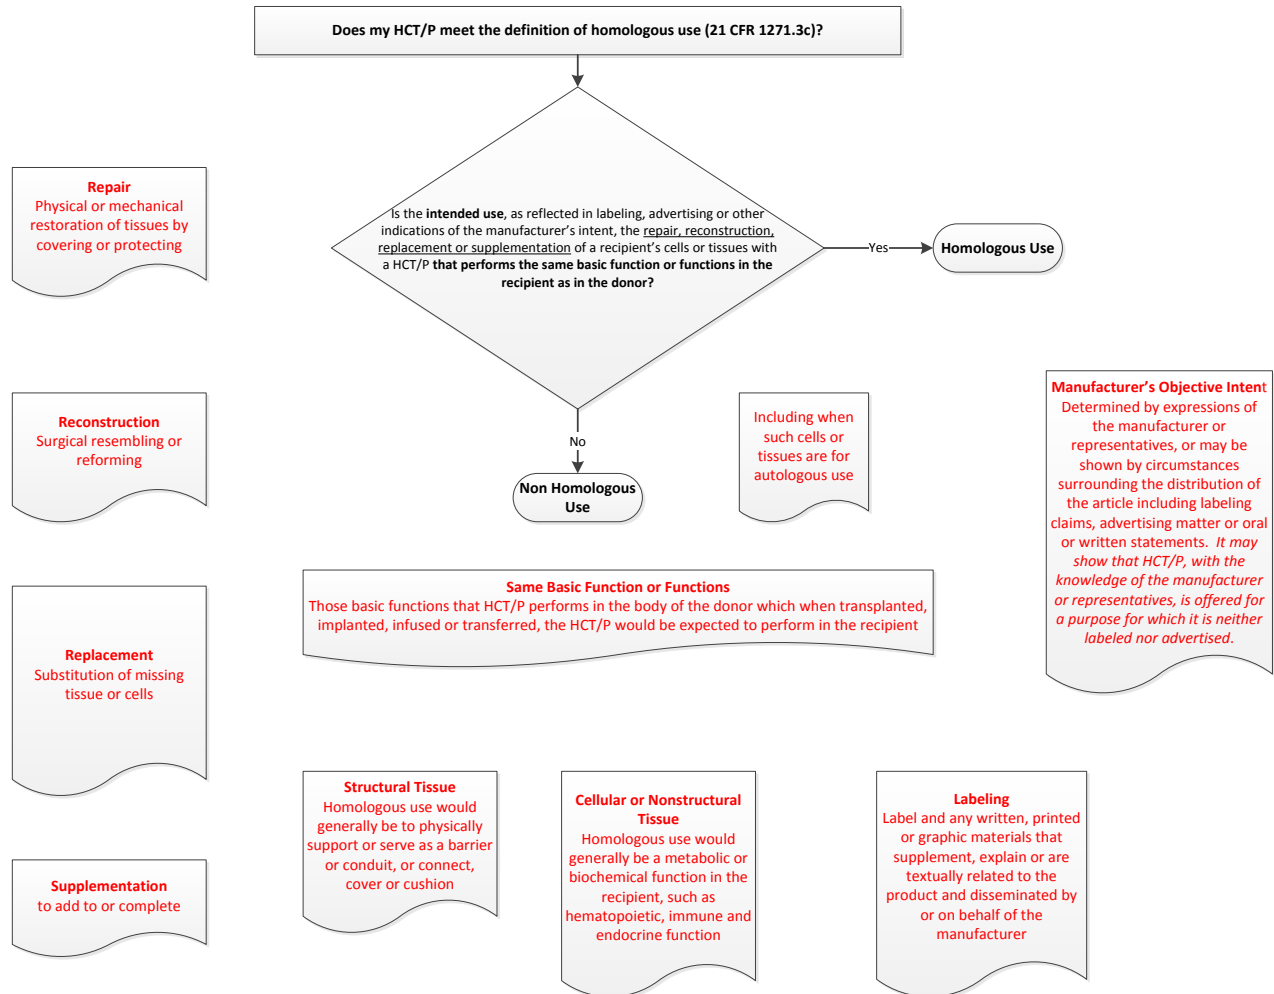 Does my HCT/P meet the definition of homologous use (21 CFR 1271.3c)?
Is the intended use, as reflected in labeling, advertising or other
indications of the manufacturer's intent, the repair, reconstruction,
replacement or supplementation of a recipient's cells or tissues with
a HCT/P that performs the same basic function or functions in the
recipient as in the donor?
Yes
Homologous Use
No
Non Homologous
Use
Repair
Physical or mechanical
restoration of tissues by
covering or protecting
Reconstruction
Surgical resembling or
reforming
Replacement
Substitution of missing
tissue or cells
Supplementation
to add to or complete
Including when
such cells or
tissues are for
autologous use
Manufacturer's Objective Intent
Determined by expressions of
the manufacturer or
representatives, or may be
shown by circumstances
surrounding the distribution of
the article including labeling
claims, advertising matter or oral
or written statements. It may
show that HCT/P, with the
knowledge of the manufacturer
or representatives, is offered for
a purpose for which it is neither
labeled nor advertised.
Same Basic Function or Functions
Those basic functions that HCT/P performs in the body of the donor which when transplanted,
implanted, infused or transferred, the HCT/P would be expected to perform in the recipient
Structural Tissue
Homologous use would
generally be to physically
support or serve as a barrier
or conduit, or connect,
cover or cushion
Cellular or Nonstructural
Tissue
Homologous use would
generally be a metabolic or
biochemical function in the
recipient, such as
hematopoietic, immune and
endocrine function
Labeling
Label and any written, printed
or graphic materials that
supplement, explain or are
textually related to the
product and disseminated by
or on behalf of the
manufacturer